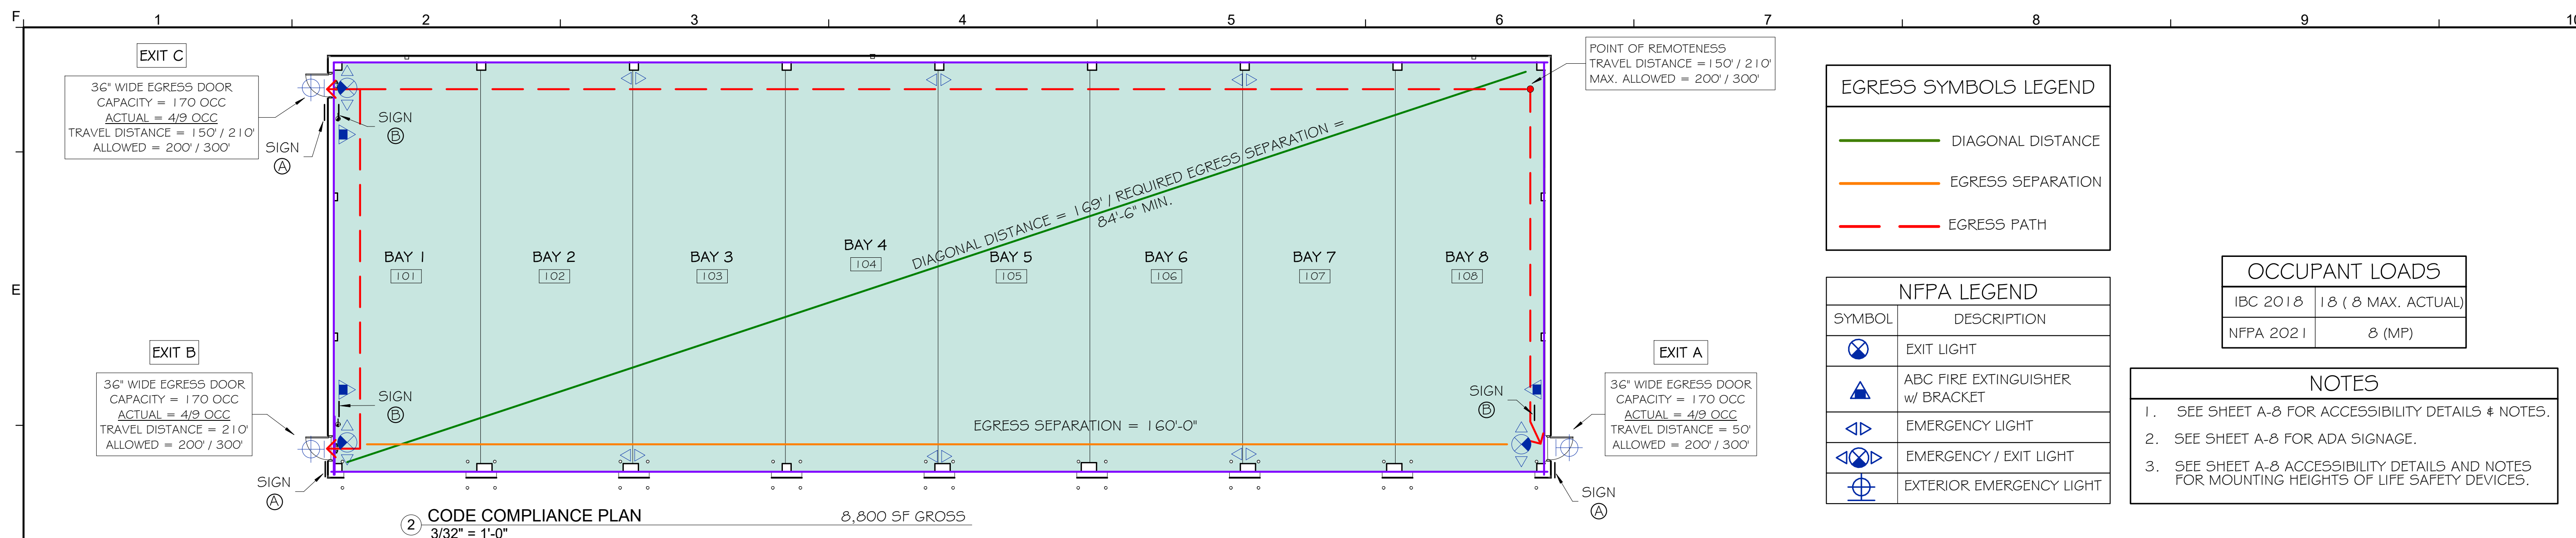 F
1
2
3
4
5
6
7
8
9
10
E
EXIT C
36" WIDE EGRESS DOOR
CAPACITY = 170 OCC
ACTUAL = 4/9 OCC
TRAVEL DISTANCE = 150' / 210'
ALLOWED = 200' / 300'
SIGN
A
SIGN
B
POINT OF REMOTENESS
TRAVEL DISTANCE =150' / 210'
MAX. ALLOWED = 200' / 300'
DIAGONAL DISTANCE = 169' / REQUIRED EGRESS SEPARATION =
84'-6" MIN.
BAY 1
101
BAY 2
102
BAY 3
103
BAY 4
104
BAY 5
105
BAY 6
106
BAY 7
107
BAY 8
108
EXIT B
36" WIDE EGRESS DOOR
CAPACITY = 170 OCC
ACTUAL = 4/9 OCC
TRAVEL DISTANCE = 210'
ALLOWED = 200' / 300'
SIGN
B
SIGN
A
EGRESS SEPARATION = 160'-0"
SIGN
B
EXIT A
36" WIDE EGRESS DOOR
CAPACITY = 170 OCC
ACTUAL = 4/9 OCC
TRAVEL DISTANCE = 50'
ALLOWED = 200' / 300'
SIGN
A
2 CODE COMPLIANCE PLAN 8,800 SF GROSS
3/32" = 1'-0"
EGRESS SYMBOLS LEGEND
DIAGONAL DISTANCE
EGRESS SEPARATION
EGRESS PATH
NFPA LEGEND
SYMBOL DESCRIPTION
EXIT LIGHT
ABC FIRE EXTINGUISHER
w/ BRACKET
EMERGENCY LIGHT
EMERGENCY / EXIT LIGHT
EXTERIOR EMERGENCY LIGHT
OCCUPANT LOADS
IBC 2018 18 ( 8 MAX. ACTUAL)
NFPA 2021 8 (MP)
NOTES
1. SEE SHEET A-8 FOR ACCESSIBILITY DETAILS & NOTES.
2. SEE SHEET A-8 FOR ADA SIGNAGE.
3. SEE SHEET A-8 ACCESSIBILITY DETAILS AND NOTES
FOR MOUNTING HEIGHTS OF LIFE SAFETY DEVICES.